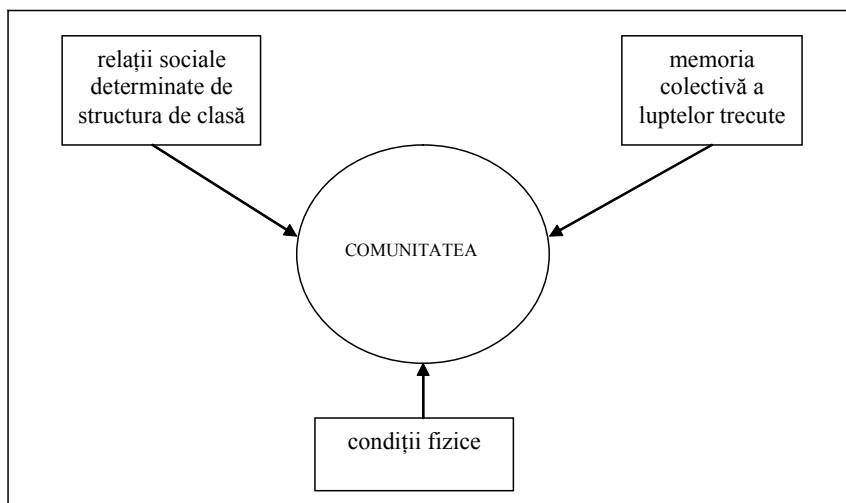 relații sociale
determinate de
structura de clasă
memoria
colectivă a
luptelor trecute
COMUNITATEA
condiții fizice